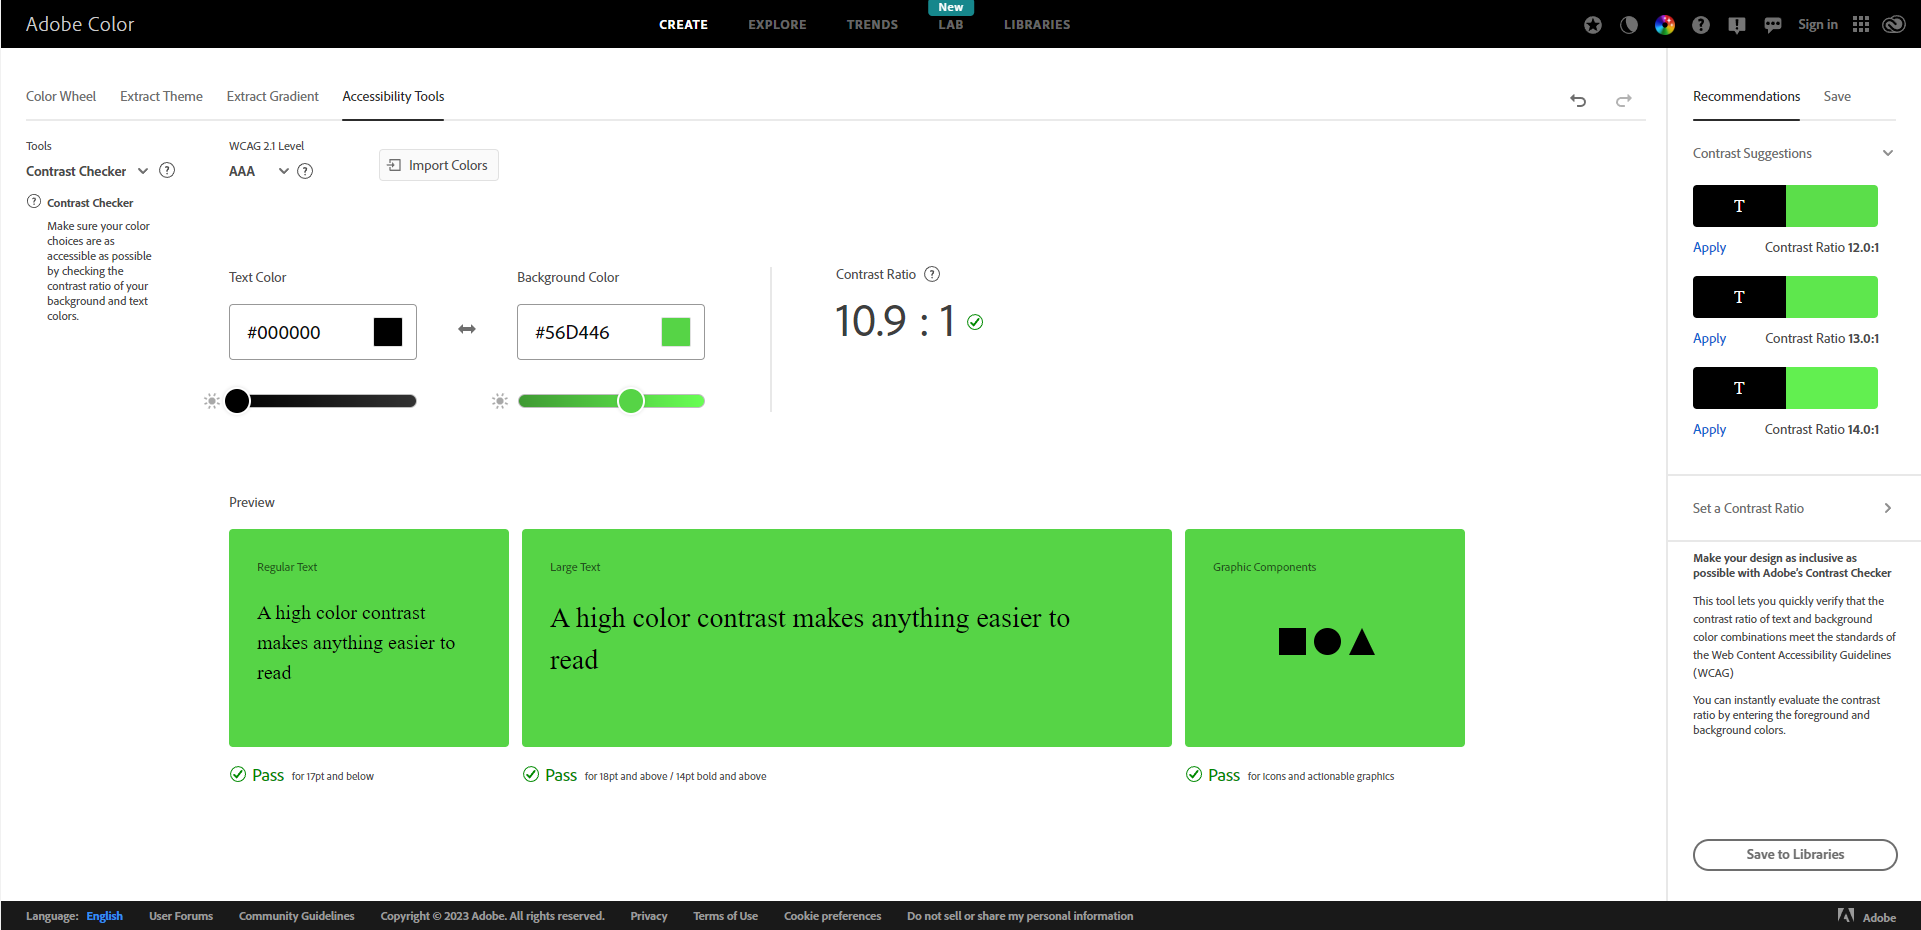 Adobe Color
CREATE
EXPLORE
TRENDS
New
LAB
LIBRARIES
Sign in
Color Wheel
Extract Theme
Extract Gradient
Accessibility Tools
Tools
Contrast Checker
Contrast Checker
Make sure your color
choices are as
accessible as possible
by checking the
contrast ratio of your
background and text
colors.
WCAG 2.1 Level
AAA
Import Colors
Text Color
#000000
Background Color
#56D446
Contrast Ratio
10.9 : 1
Preview
Regular Text
A high color contrast
makes anything easier to
read
Pass for 17pt and below
Large Text
A high color contrast makes anything easier to
read
Pass for 18pt and above / 14pt bold and above
Graphic Components
Pass for icons and actionable graphics
Recommendations
Save
Contrast Suggestions
T
Apply Contrast Ratio 12.0:1
T
Apply Contrast Ratio 13.0:1
T
Apply Contrast Ratio 14.0:1
Set a Contrast Ratio
Make your design as inclusive as
possible with Adobe's Contrast Checker
This tool lets you quickly verify that the
contrast ratio of text and background
color combinations meet the standards of
the Web Content Accessibility Guidelines
(WCAG)
You can instantly evaluate the contrast
ratio by entering the foreground and
background colors.
Save to Libraries
Language: English
User Forums
Community Guidelines
Copyright © 2023 Adobe. All rights reserved.
Privacy
Terms of Use
Cookie preferences
Do not sell or share my personal information
Adobe